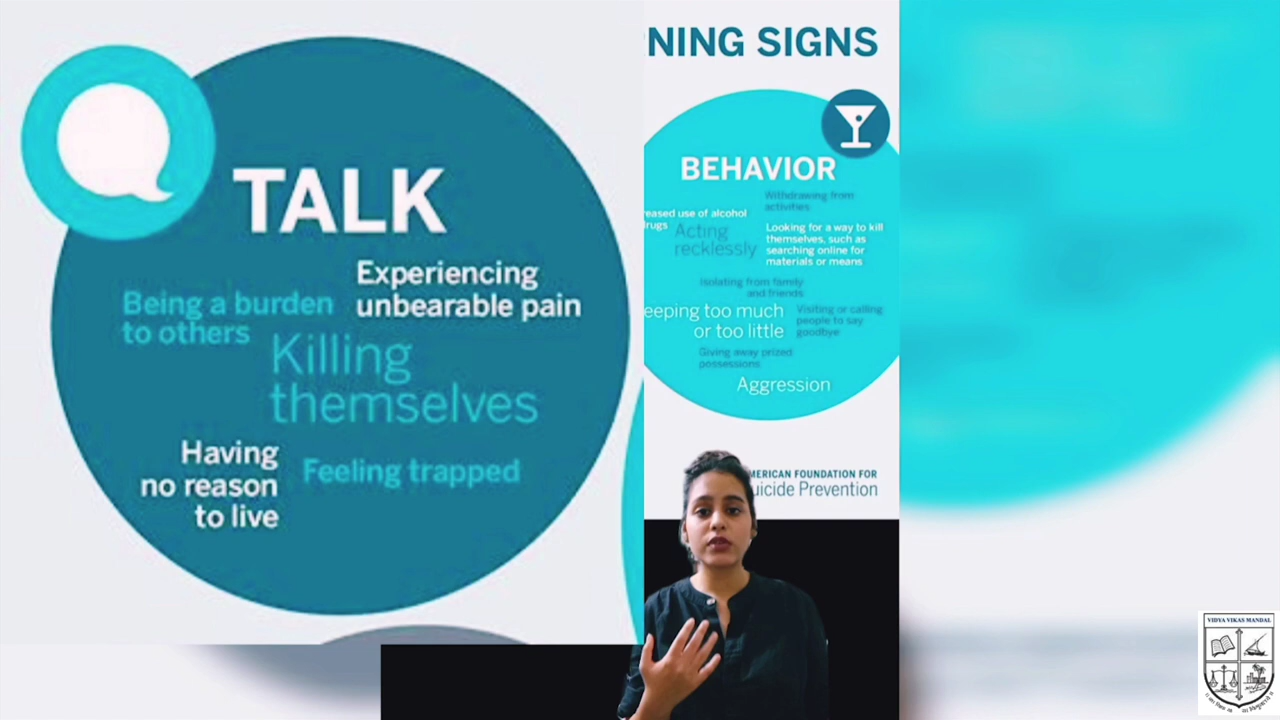 TALK
Experiencing
unbearable pain
Being a burden
to others
Killing
themselves
Having
no reason
to live
Feeling trapped
NING SIGNS
BEHAVIOR
Withdrawing from
activities
reased use of alcohol
rugs
Acting
recklessly
Looking for a way to kill
themselves, such as
searching online for
materials or means
Isolating from family
and friends
eeping too much
or too little
Visiting or calling
people to say
goodbye
Giving away prized
possessions
Aggression
MERICAN FOUNDATION FOR
uicide Prevention
VIDYA VIKAS MANDAL